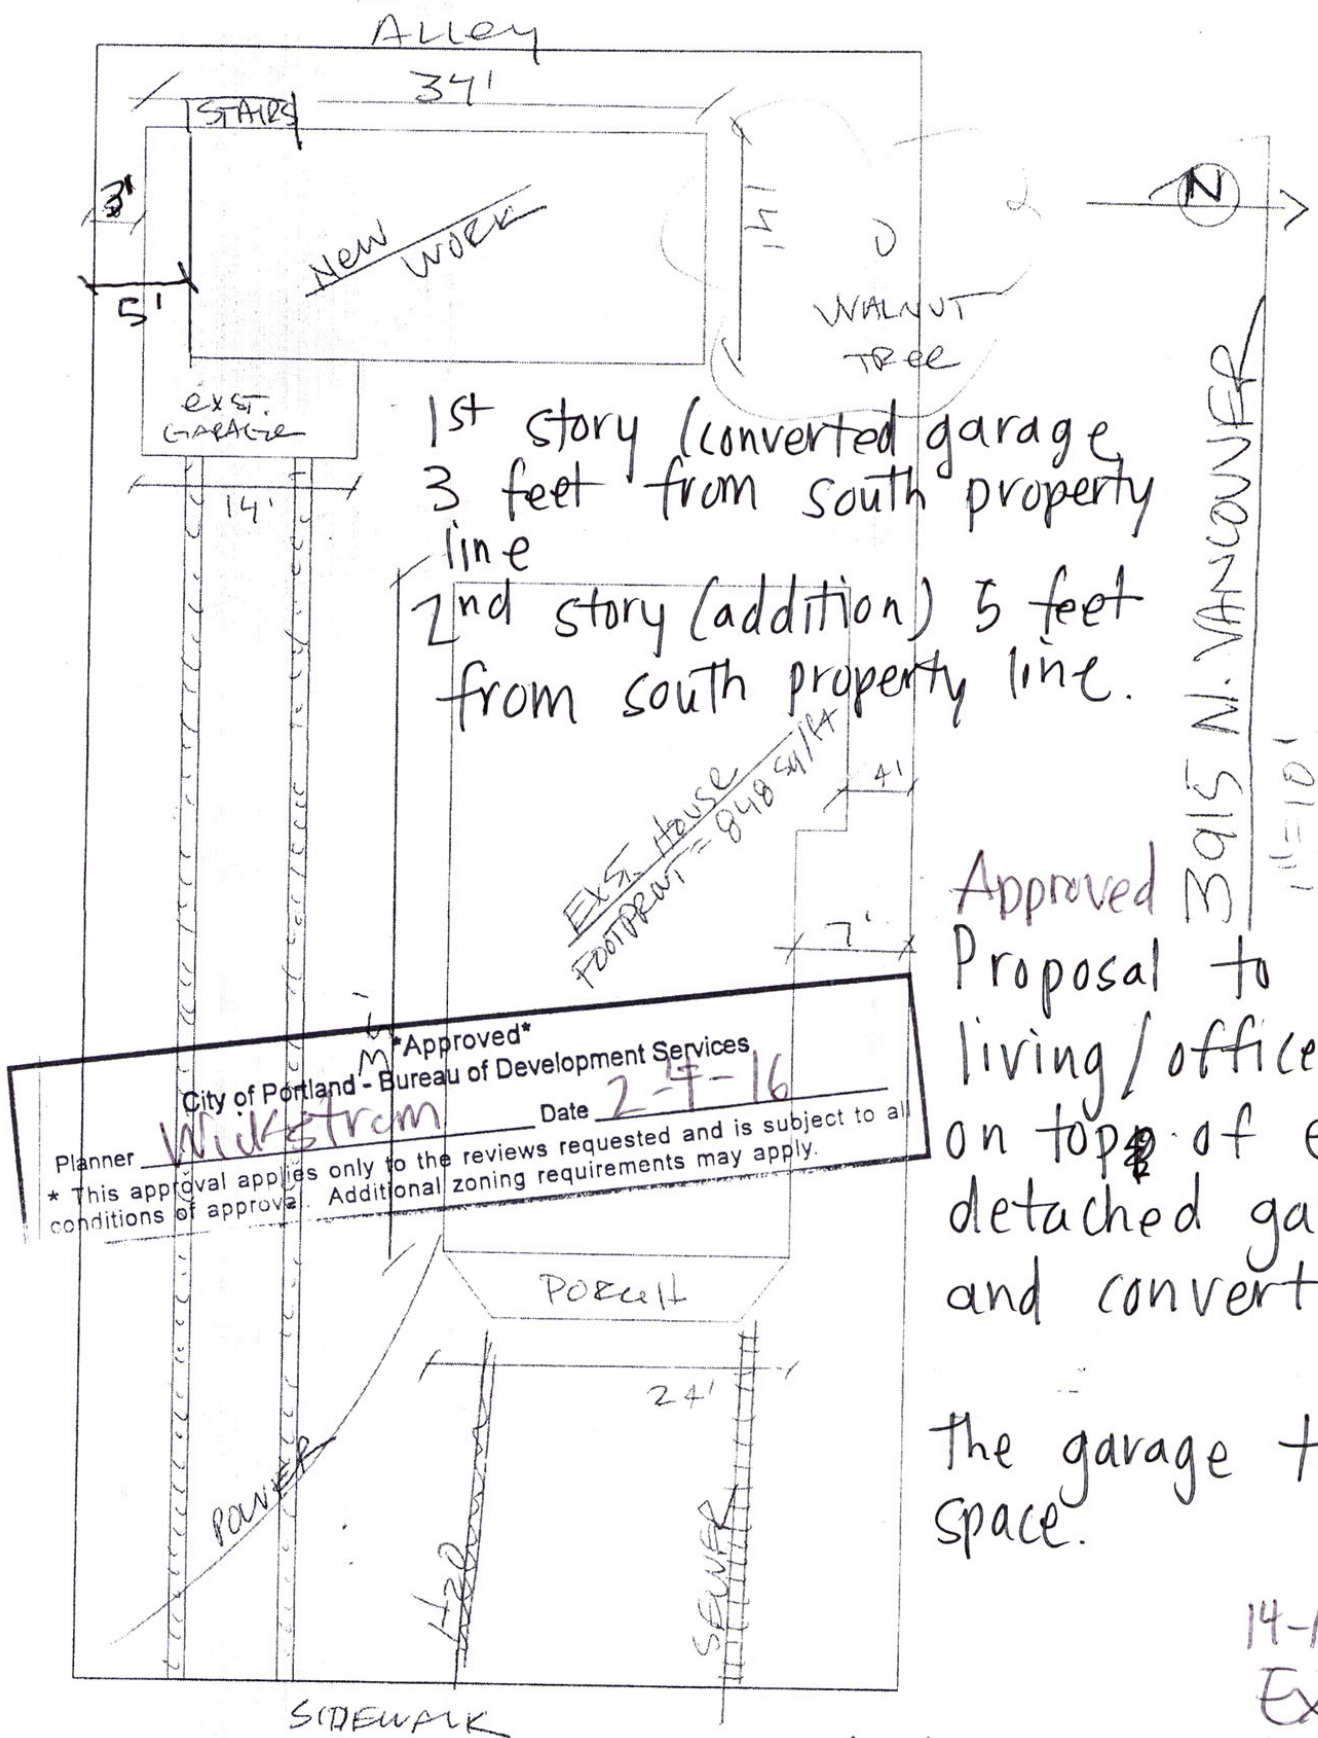 ALLEY
34'
STAIRS
3'
5'
14'
N
NEW
WORK
WALNUT
TREE
EXST.
GARAGE
14'
1st story (converted garage,
3 feet from south property
line
2nd story (addition) 5 feet
from south property line.
3915 N. VANCOUVER
1"=10'
4'
7'
EXST. HOUSE
FOOTPRINT = 848 SQ/FT
Approved
Proposal to
living/office
on top of e
detached ga
and convert
the garage t
space.
*Approved*
City of Portland - Bureau of Development Services
Planner Wickstrom Date
* This approval applies only to the reviews requested and is subject to all
conditions of approval. Additional zoning requirements may apply.
PORCH
24'
POWER
H2O
SEWER
14-1
Ex
SIDEWALK